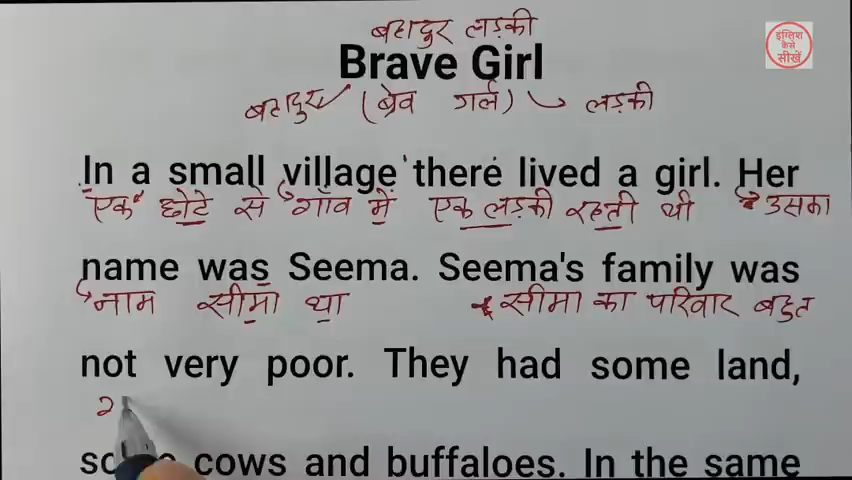 बहादुर लड़की
Brave Girl
बहादुर (ब्रेव गर्ल) लड़की
इंग्लिश
कैसे
सीखें
In a small village there lived a girl. Her
एक छोटे से गाँव में एक लड़की रहती थी उसका
name was Seema. Seema's family was
नाम सीमा था सीमा का परिवार बहुत
not very poor. They had some land,
cows and buffaloes. In the same